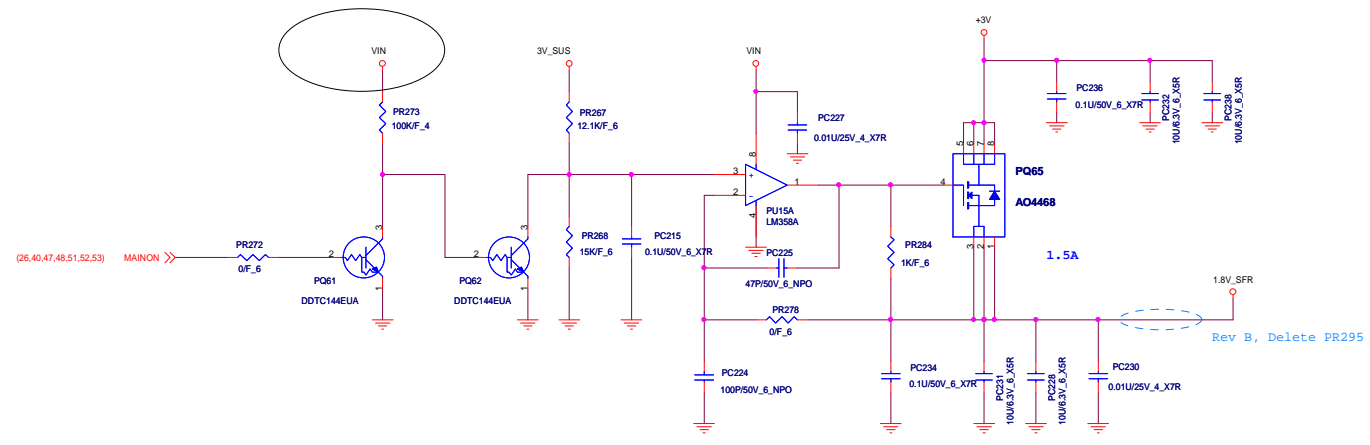 +3V
VIN
3V_SUS
VIN
PR273
100K/F_4
PR267
12.1K/F_6
PC227
0.01U/25V_4_X7R
PC236
0.1U/50V_6_X7R
PC232
10U/6.3V_6_X5R
PC238
10U/6.3V_6_X5R
8
3
+
2
−
1
4
PU15A
LM358A
5
6
7
8
4
3
2
1
PQ65
AO4468
1.5A
(26,40,47,48,51,52,53)
MAINON
PR272
0/F_6
2
3
1
PQ61
DDTC144EUA
2
3
1
PQ62
DDTC144EUA
PR268
15K/F_6
PC215
0.1U/50V_6_X7R
PC225
47P/50V_6_NPO
PR284
1K/F_6
PR278
0/F_6
1.8V_SFR
Rev B, Delete PR295
PC224
100P/50V_6_NPO
PC234
0.1U/50V_6_X7R
PC231
10U/6.3V_6_X5R
PC228
10U/6.3V_6_X5R
PC230
0.01U/25V_4_X7R